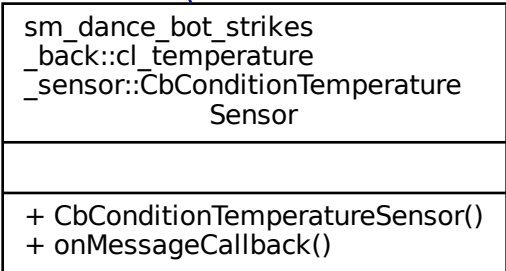 sm_dance_bot_strikes
_back::cl_temperature
_sensor::CbConditionTemperature
Sensor
+ CbConditionTemperatureSensor()
+ onMessageCallback()